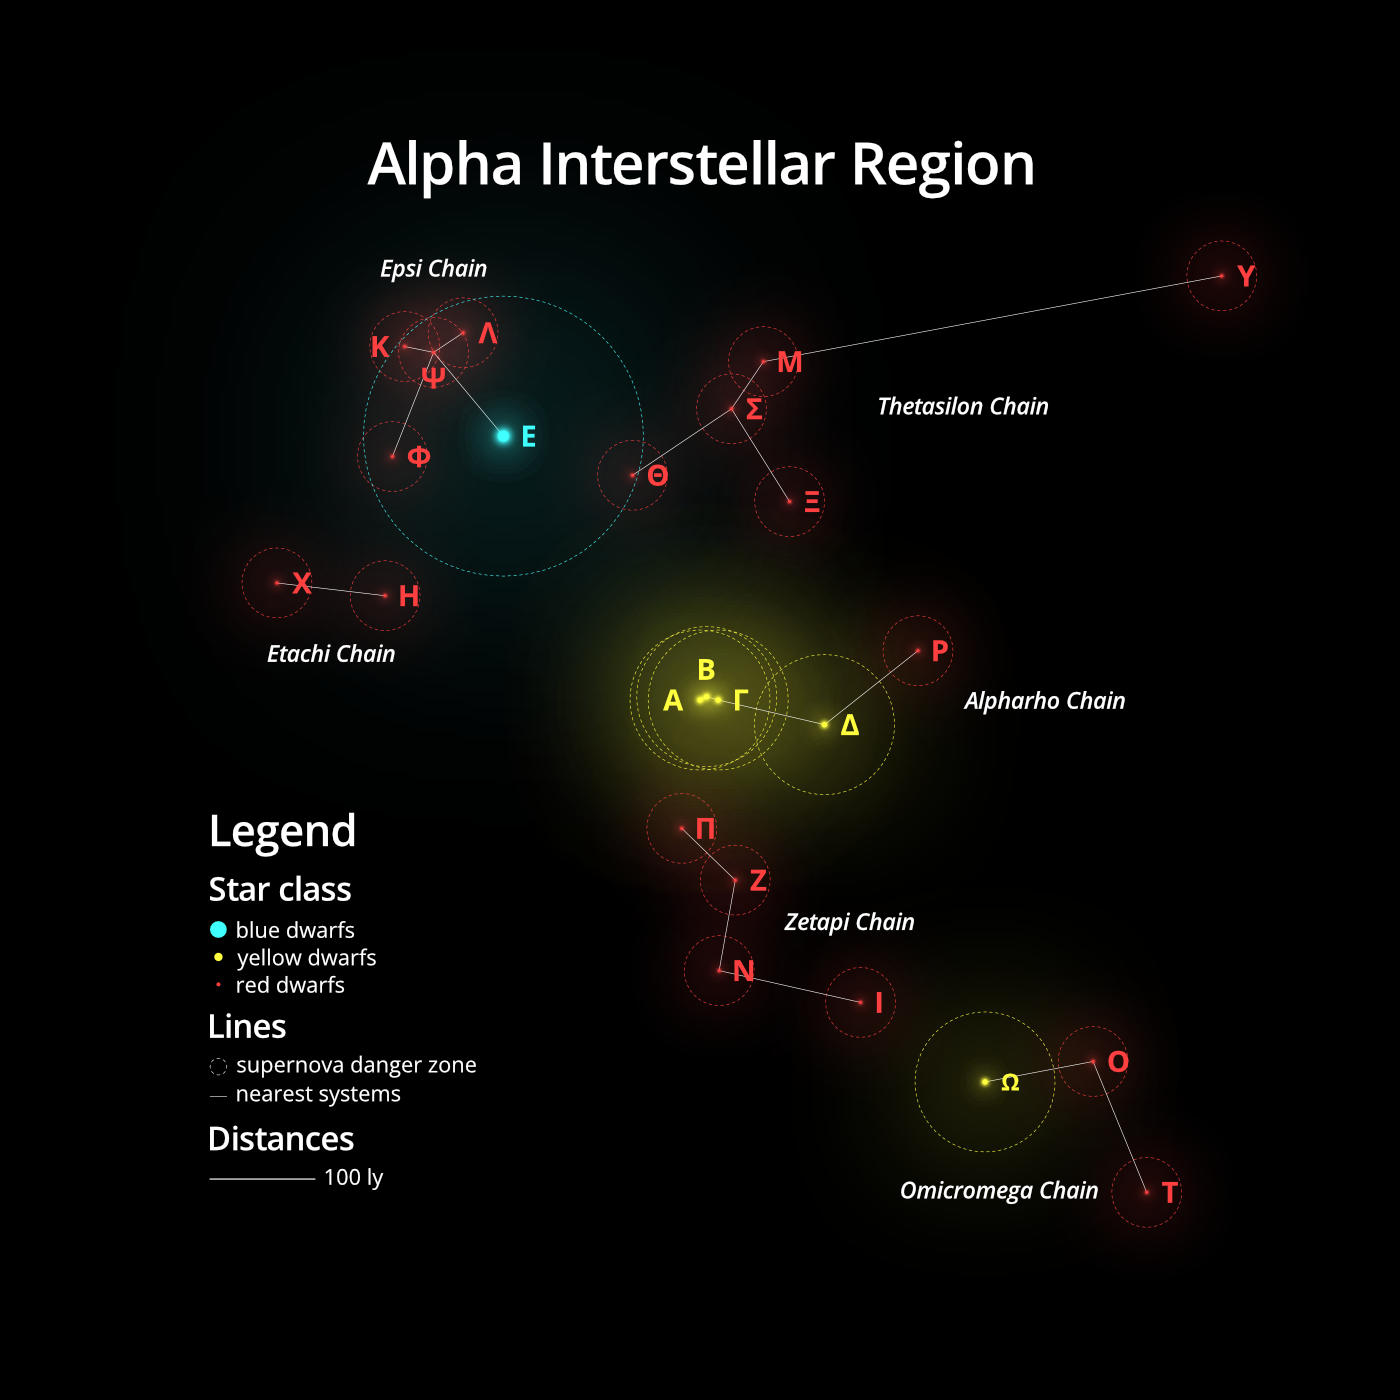 Alpha Interstellar Region
Epsi Chain
Υ
Λ
Κ
Μ
Ψ
Thetasilon Chain
Σ
Ε
Φ
Θ
Ξ
Χ
Η
Etachi Chain
Ρ
Β
Α
Γ
Alpharho Chain
Δ
Π
Ζ
Zetapi Chain
Ν
Ι
Ο
Ω
Omicromega Chain
Τ
Legend
Star class
blue dwarfs
yellow dwarfs
red dwarfs
Lines
supernova danger zone
nearest systems
Distances
100 ly